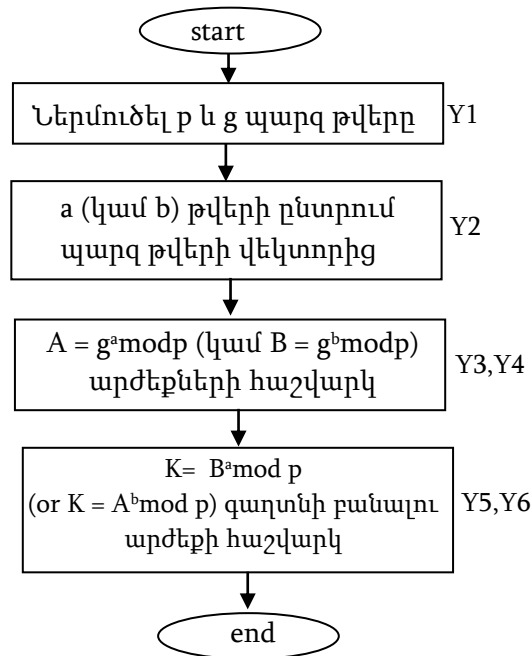 start
Ներմուծել p և g պարզ թվերը
Y1
a (կամ b) թվերի ընտրում
պարզ թվերի վեկտորից
Y2
A = gᵃmodp (կամ B = gᵇmodp)
արժեքների հաշվարկ
Y3,Y4
K= Bᵃmod p
(or K = Aᵇmod p) գաղտնի բանալու
արժեքի հաշվարկ
Y5,Y6
end